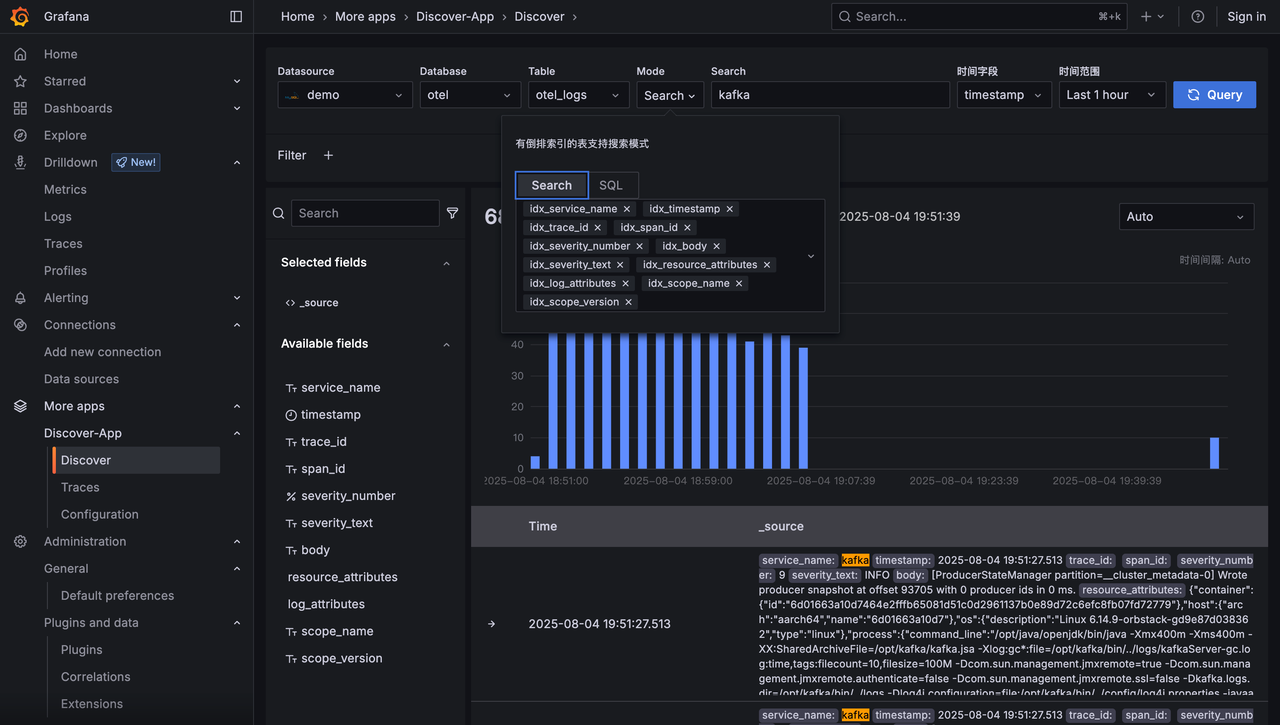 Grafana
Home
Starred
Dashboards
Explore
Drilldown New!
Metrics
Logs
Traces
Profiles
Alerting
Connections
Add new connection
Data sources
More apps
Discover-App
Discover
Traces
Configuration
Administration
General
Default preferences
Plugins and data
Plugins
Correlations
Extensions
Home › More apps › Discover-App › Discover ›
Search... ⌘+k
Sign in
Datasource Database Table Mode Search 时间字段 时间范围
demo otel otel_logs Search kafka timestamp Last 1 hour Query
Filter +
有倒排索引的表支持搜索模式
Search SQL
idx_service_name × idx_timestamp ×
idx_trace_id × idx_span_id ×
idx_severity_number × idx_body ×
idx_severity_text × idx_resource_attributes ×
idx_log_attributes × idx_scope_name ×
idx_scope_version ×
Search
Selected fields
_source
Available fields
service_name
timestamp
trace_id
span_id
severity_number
severity_text
body
resource_attributes
log_attributes
scope_name
scope_version
2025-08-04 19:51:39
Auto
时间间隔: Auto
40
30
20
10
0
2025-08-04 18:51:00 2025-08-04 18:59:00 2025-08-04 19:07:39 2025-08-04 19:23:39 2025-08-04 19:39:39
Time _source
2025-08-04 19:51:27.513
service_name: kafka timestamp: 2025-08-04 19:51:27.513 trace_id: span_id: severity_numb
er: 9 severity_text: INFO body: [ProducerStateManager partition=__cluster_metadata-0] Wrote
producer snapshot at offset 93705 with 0 producer ids in 0 ms. resource_attributes: {"container":
{"id":"6d01663a10d7464e2fffb65081d51c0d2961137b0e89d72c6efc8fb07fd72779"},"host":{"arc
h":"aarch64","name":"6d01663a10d7"},"os":{"description":"Linux 6.14.9-orbstack-gd9e87d03836
2","type":"linux"},"process":{"command_line":"/opt/java/openjdk/bin/java -Xmx400m -Xms400m -
XX:SharedArchiveFile=/opt/kafka/kafka.jsa -Xlog:gc*:file=/opt/kafka/bin/../logs/kafkaServer-gc.lo
g:time,tags:filecount=10,filesize=100M -Dcom.sun.management.jmxremote=true -Dcom.sun.mana
gement.jmxremote.authenticate=false -Dcom.sun.management.jmxremote.ssl=false -Dkafka.logs.
dir=/opt/kafka/bin/../logs -Dlog4j.configuration=file:/opt/kafka/bin/../config/log4j.properties -javaa
service_name: kafka timestamp: 2025-08-04 19:51:27.513 trace_id: span_id: severity_numb